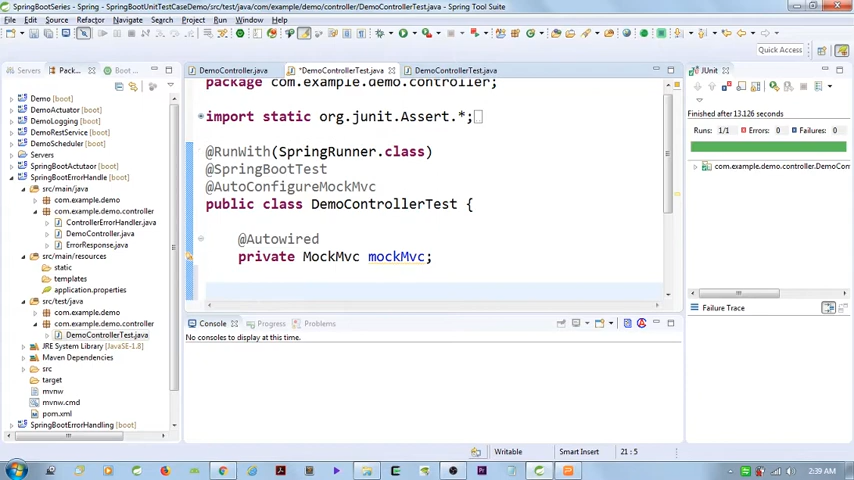 SpringBootSeries - Spring - SpringBootUnitTestCaseDemo/src/test/java/com/example/demo/controller/DemoControllerTest.java - Spring Tool Suite
File Edit Source Refactor Navigate Search Project Run Window Help
Quick Access
Servers Pack... Boot ...
DemoController.java *DemoControllerTest.java DemoControllerTest.java
JUnit
Demo [boot]
DemoActuator [boot]
DemoLogging [boot]
DemoRestService [boot]
DemoScheduler [boot]
Servers
SpringBootActutaor [boot]
SpringBootErrorHandle [boot]
src/main/java
com.example.demo
com.example.demo.controller
ControllerErrorHandler.java
DemoController.java
ErrorResponse.java
src/main/resources
static
templates
application.properties
src/test/java
com.example.demo
com.example.demo.controller
DemoControllerTest.java
JRE System Library [JavaSE-1.8]
Maven Dependencies
src
target
mvnw
mvnw.cmd
pom.xml
SpringBootErrorHandling [boot]
package com.example.demo.controller;
import static org.junit.Assert.*;
@RunWith(SpringRunner.class)
@SpringBootTest
@AutoConfigureMockMvc
public class DemoControllerTest {
@Autowired
private MockMvc mockMvc;
Finished after 13.126 seconds
Runs: 1/1 Errors: 0 Failures: 0
com.example.demo.controller.DemoCont
Failure Trace
Console Progress Problems
No consoles to display at this time.
Writable Smart Insert 21 : 5
2:39 AM